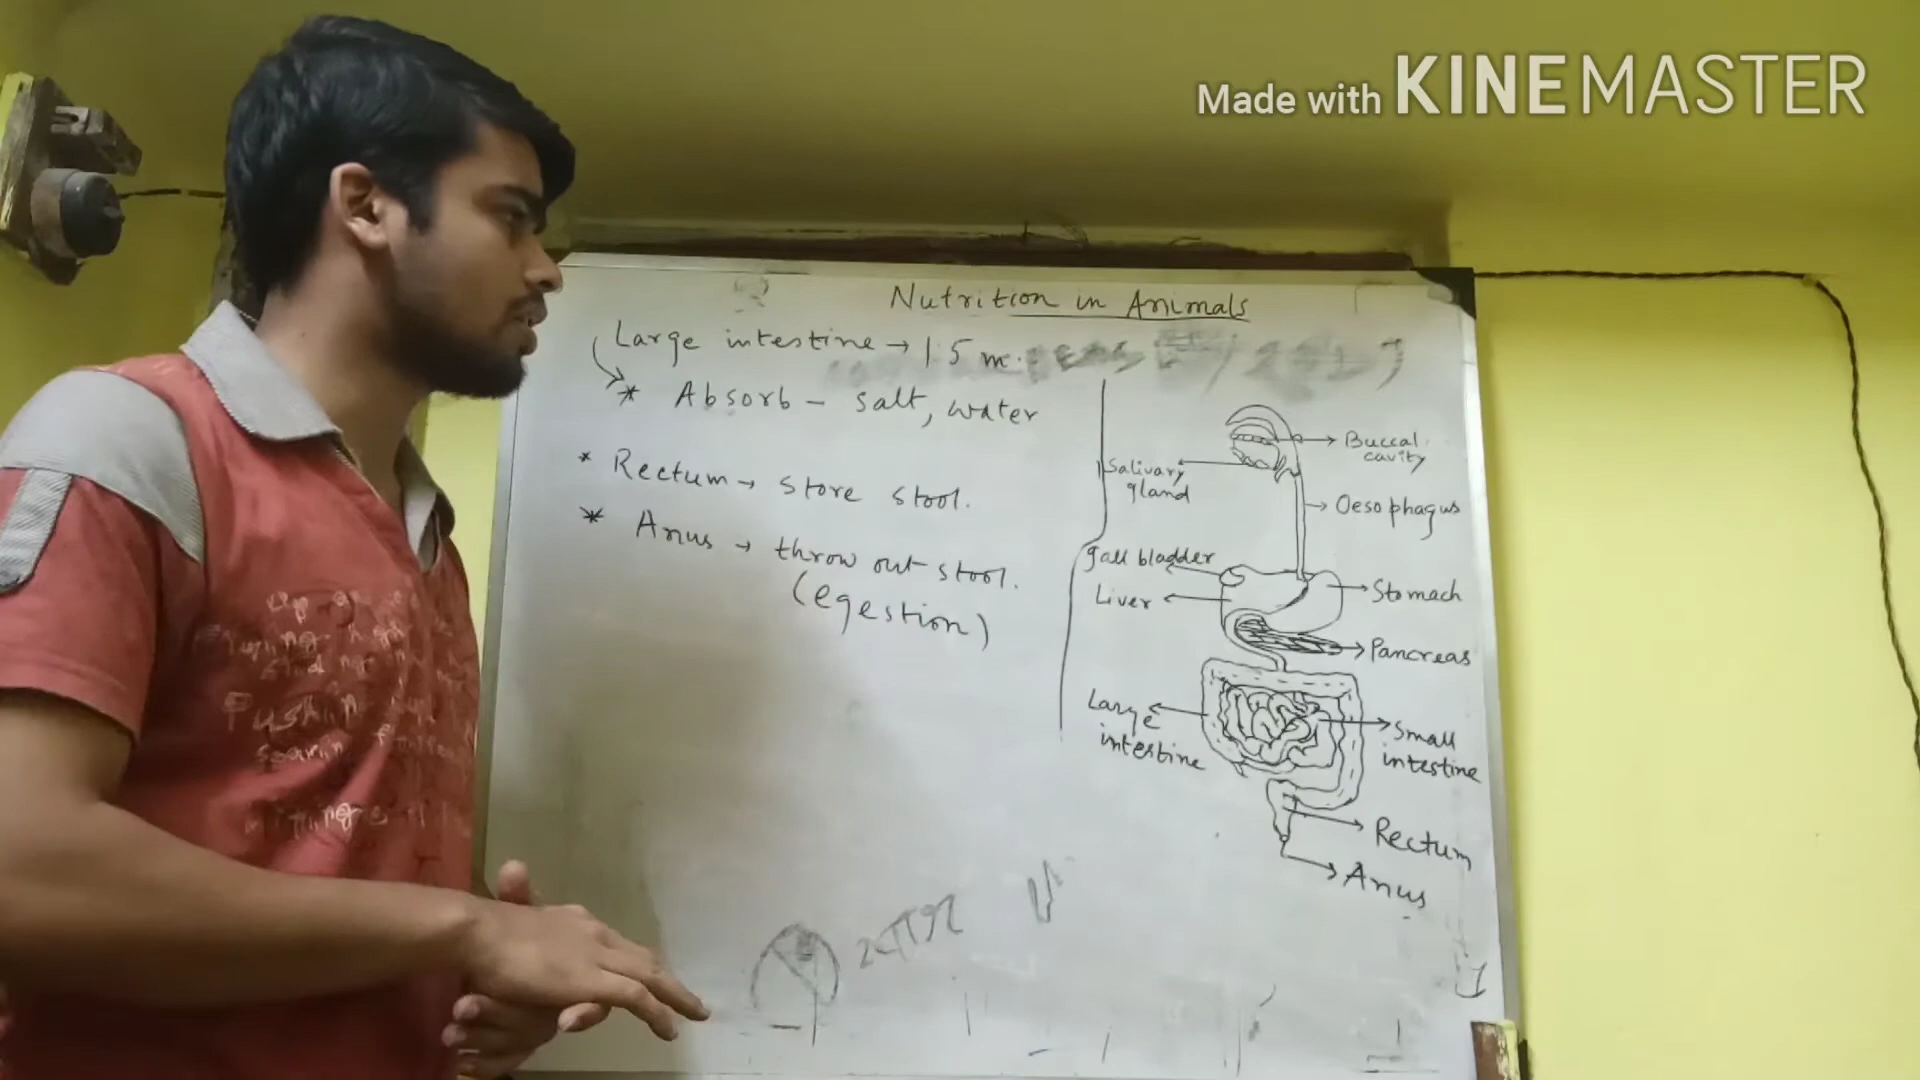 Made with KINEMASTER
Nutrition in Animals
Large intestine → 1.5 m.
* Absorb - salt, water
* Rectum → store stool.
* Anus → throw out stool.
(egestion)
Buccal cavity
Salivary gland
Oesophagus
gall bladder
Liver
Stomach
Pancreas
Large intestine
Small intestine
Rectum
Anus